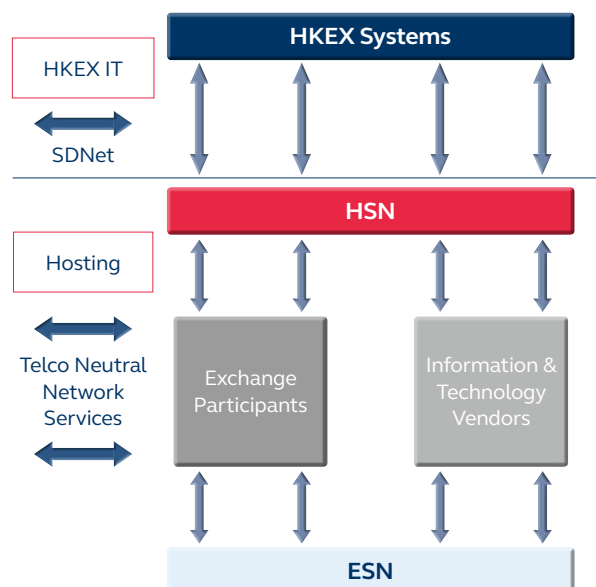 HKEX Systems
HKEX IT
SDNet
HSN
Hosting
Telco Neutral
Network
Services
Exchange
Participants
Information &
Technology
Vendors
ESN